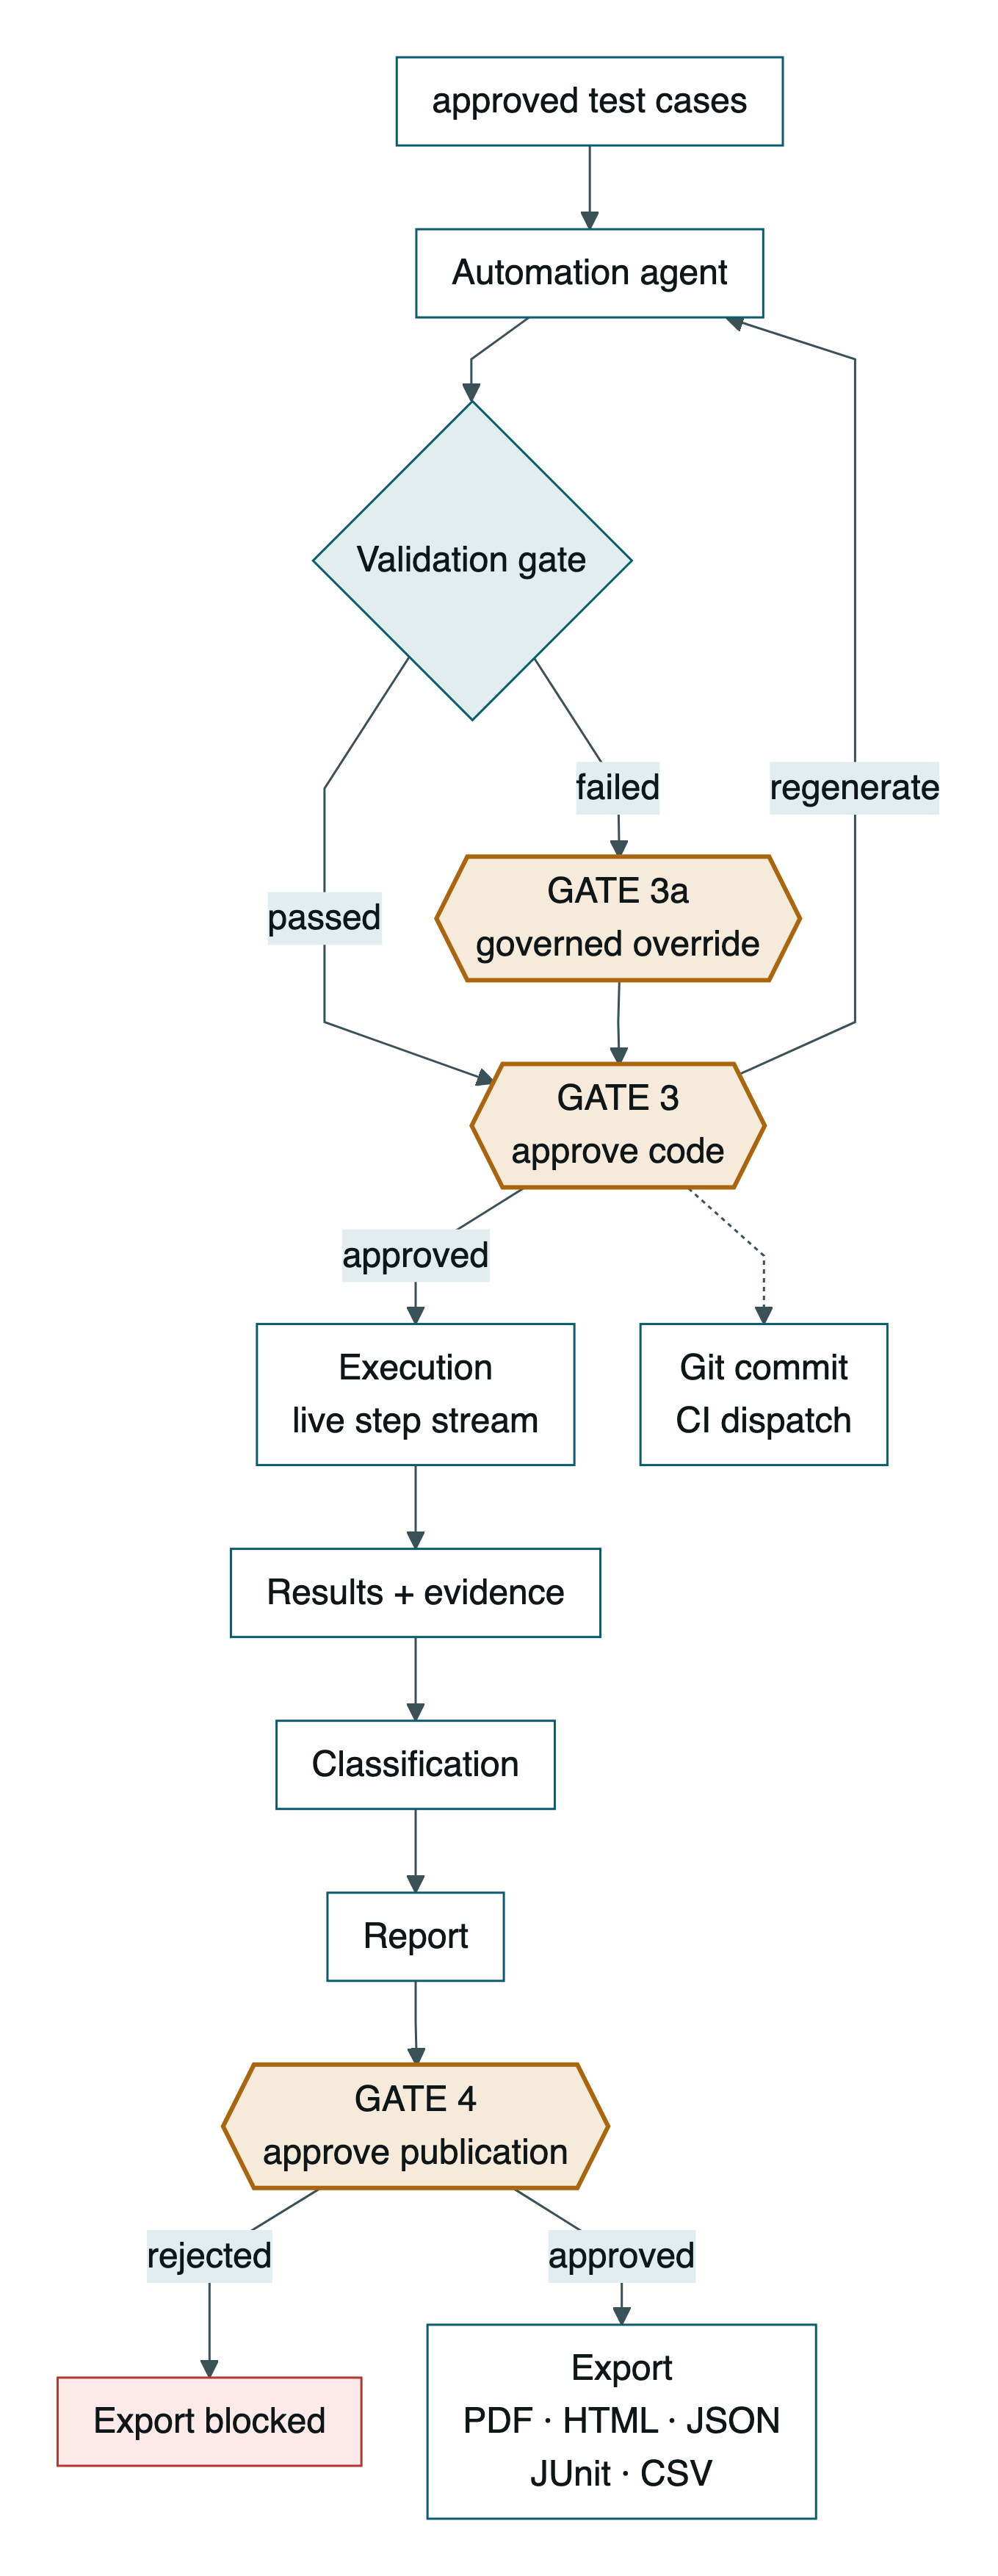 approved test cases
Automation agent
Validation gate
failed
regenerate
passed
GATE 3a
governed override
GATE 3
approve code
approved
Execution
live step stream
Git commit
CI dispatch
Results + evidence
Classification
Report
GATE 4
approve publication
rejected
approved
Export blocked
Export
PDF · HTML · JSON
JUnit · CSV